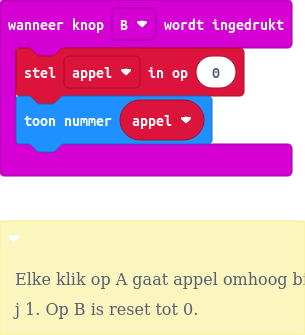 wanneer knop B wordt ingedrukt
stel appel in op 0
toon nummer appel
Elke klik op A gaat appel omhoog bi
j 1. Op B is reset tot 0.